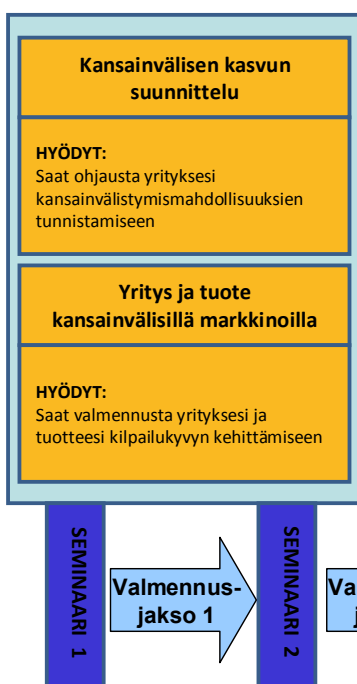 Kansainvälisen kasvun
suunnittelu
HYÖDYT:
Saat ohjausta yrityksesi
kansainvälistymismahdollisuuksien
tunnistamiseen
Yritys ja tuote
kansainvälisillä markkinoilla
HYÖDYT:
Saat valmennusta yrityksesi ja
tuotteesi kilpailukyvyn kehittämiseen
SEMINAARI 1
Valmennus-
jakso 1
SEMINAARI 2